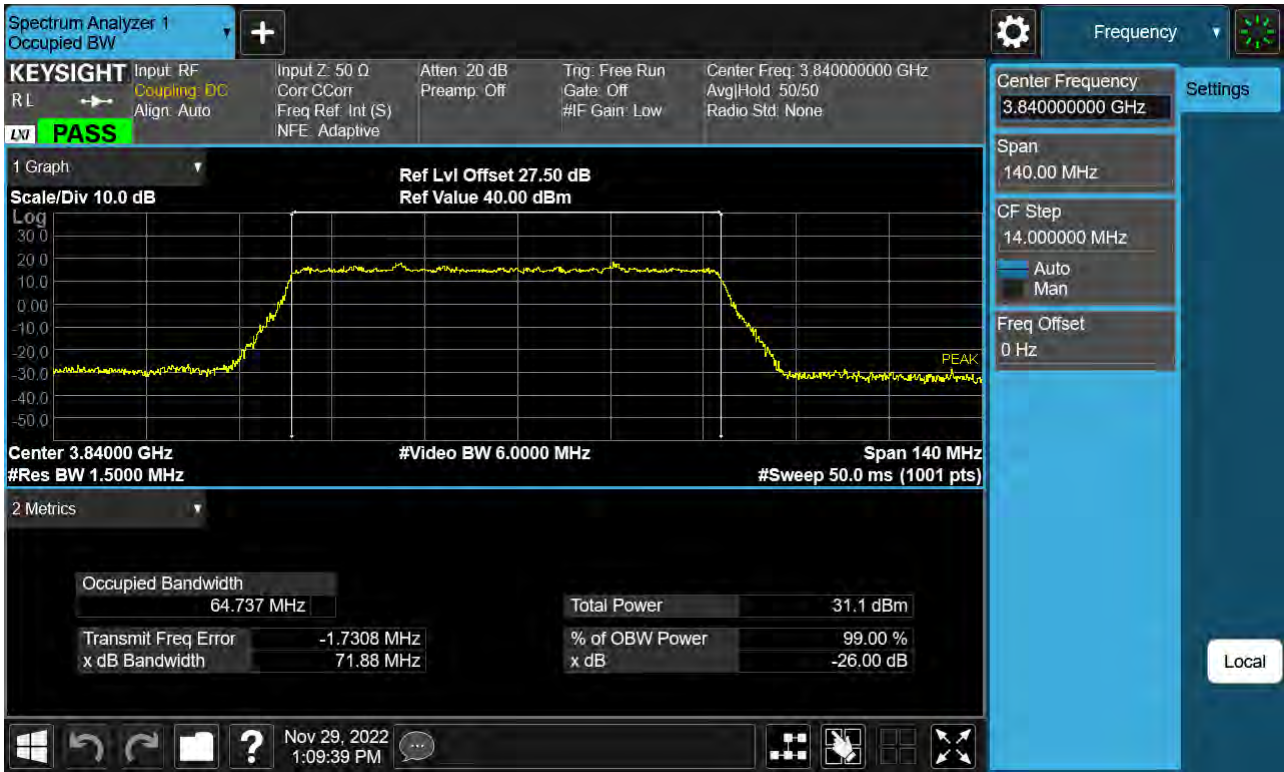 Spectrum Analyzer 1
Occupied BW
Frequency
KEYSIGHT
RL
LXI PASS
Input: RF
Coupling: DC
Align: Auto
Input Z: 50 Ω
Corr CCorr
Freq Ref: Int (S)
NFE: Adaptive
Atten: 20 dB
Preamp: Off
Trig: Free Run
Gate: Off
#IF Gain: Low
Center Freq: 3.840000000 GHz
Avg|Hold: 50/50
Radio Std: None
Center Frequency
3.840000000 GHz
Settings
Span
140.00 MHz
CF Step
14.000000 MHz
Auto
Man
Freq Offset
0 Hz
Local
1 Graph
Scale/Div 10.0 dB
Ref Lvl Offset 27.50 dB
Ref Value 40.00 dBm
Log
30.0
20.0
10.0
0.00
-10.0
-20.0
-30.0
-40.0
-50.0
PEAK
Center 3.84000 GHz
#Video BW 6.0000 MHz
Span 140 MHz
#Res BW 1.5000 MHz
#Sweep 50.0 ms (1001 pts)
2 Metrics
Occupied Bandwidth
64.737 MHz
Total Power 31.1 dBm
Transmit Freq Error -1.7308 MHz
% of OBW Power 99.00 %
x dB Bandwidth 71.88 MHz
x dB -26.00 dB
?
Nov 29, 2022
1:09:39 PM